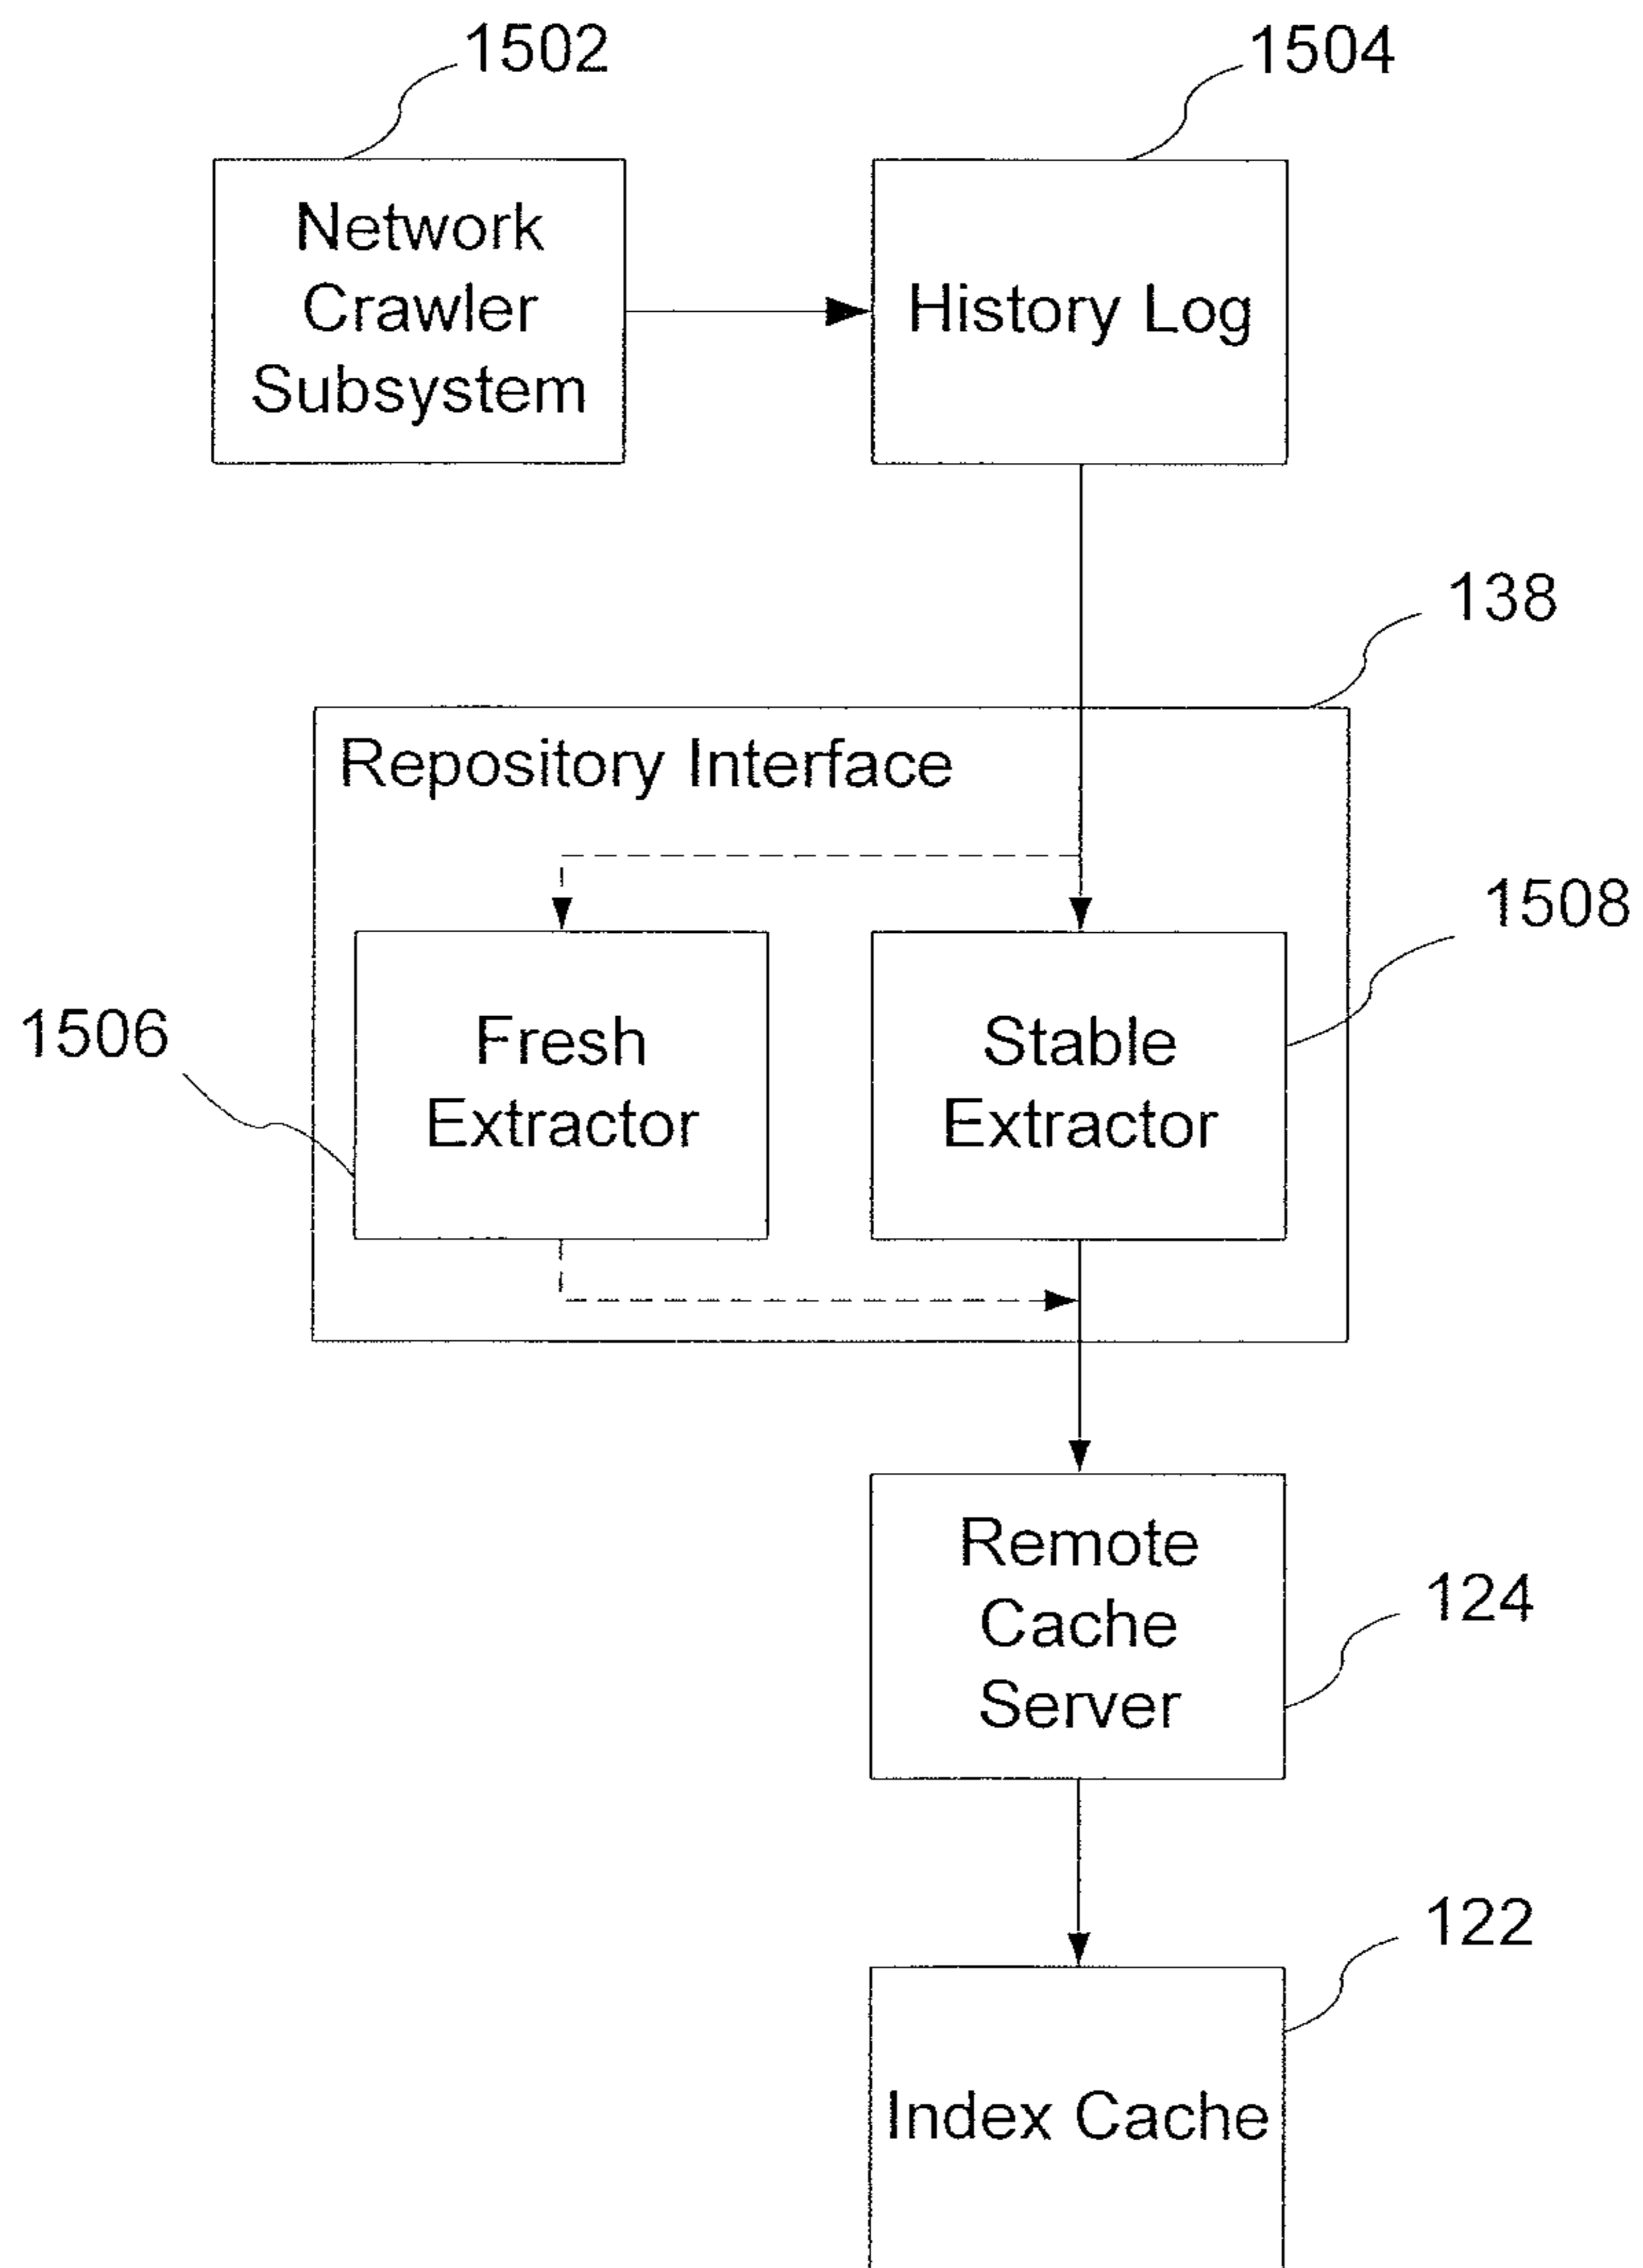 1502
1504
Network
Crawler
Subsystem
History Log
138
Repository Interface
1508
1506
Fresh
Extractor
Stable
Extractor
Remote
Cache
Server
124
122
Index Cache